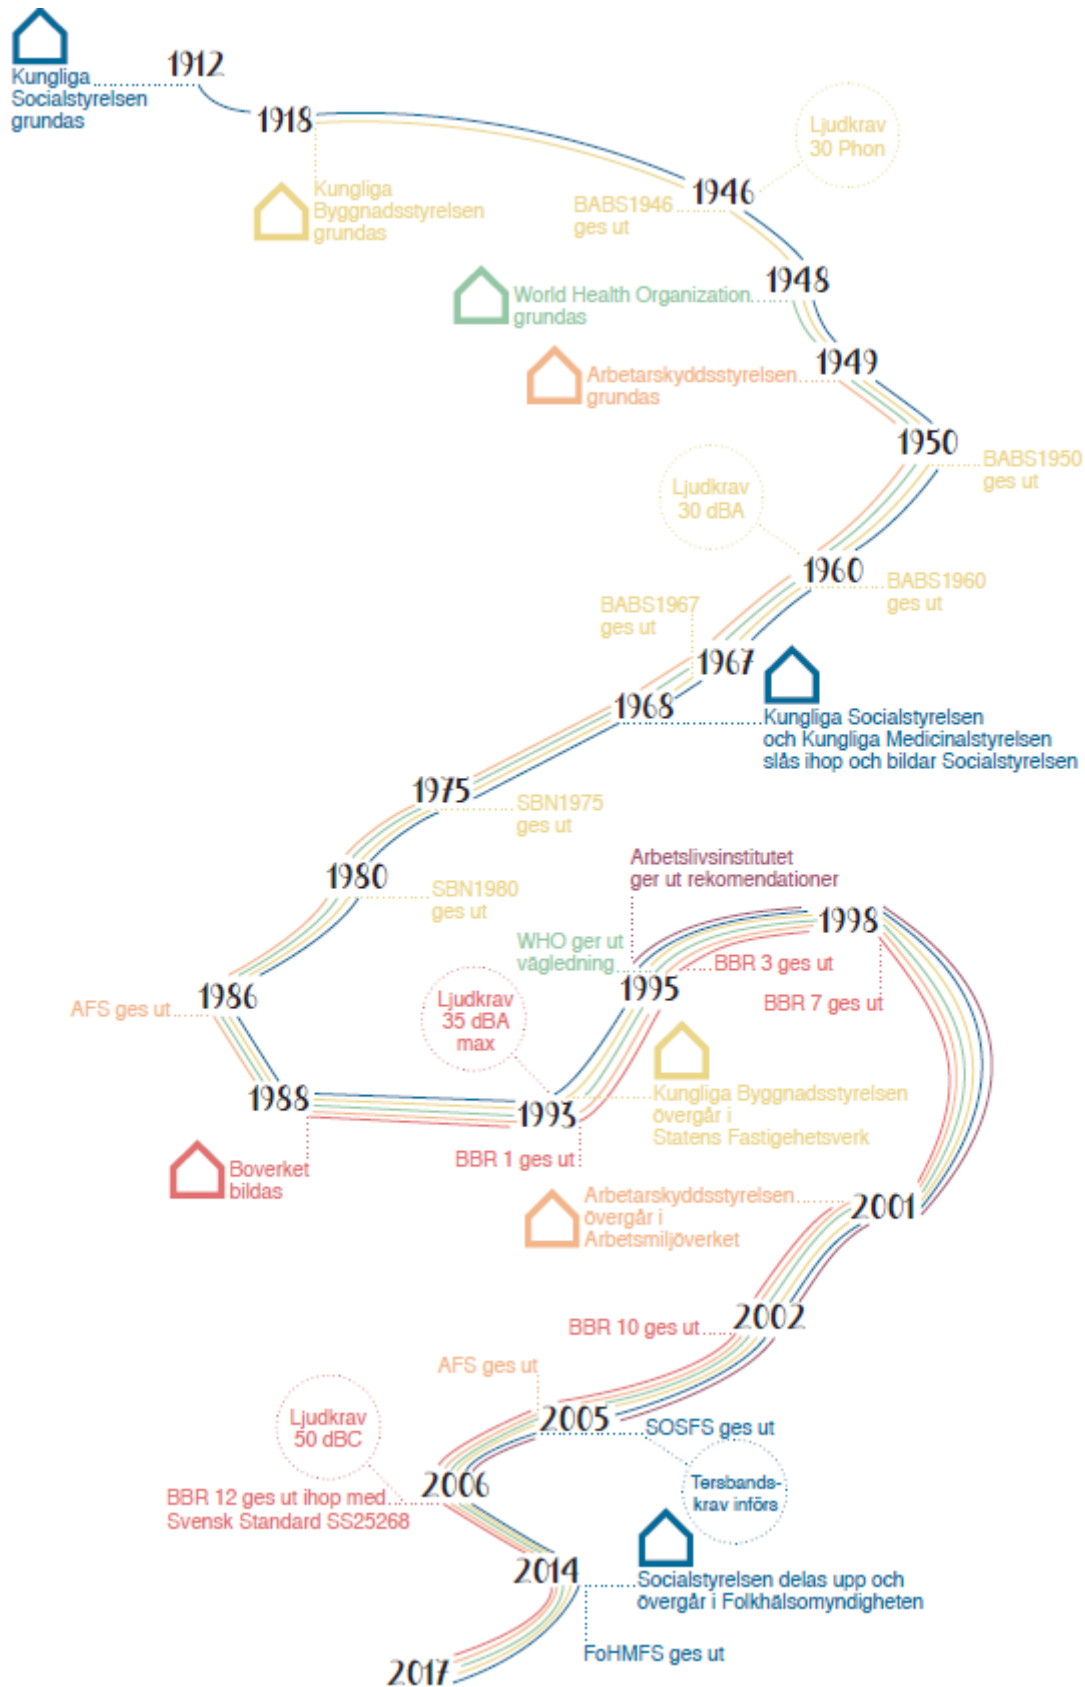 1912
Kungliga
Socialstyrelsen
grundas
1918
Kungliga
Byggnadsstyrelsen
grundas
Ljudkrav
30 Phon
1946
BABS1946
ges ut
1948
World Health Organization
grundas
1949
Arbetarskyddsstyrelsen
grundas
1950
BABS1950
ges ut
Ljudkrav
30 dBA
1960
BABS1960
ges ut
BABS1967
ges ut
1967
1968
Kungliga Socialstyrelsen
och Kungliga Medicinalstyrelsen
slås ihop och bildar Socialstyrelsen
1975
SBN1975
ges ut
1980
SBN1980
ges ut
1986
AFS ges ut
1988
Boverket
bildas
Ljudkrav
35 dBA
max
1993
BBR 1 ges ut
Kungliga Byggnadsstyrelsen
övergår i
Statens Fastigehetsverk
Arbetslivsinstitutet
ger ut rekomendationer
WHO ger ut
vägledning
1995
BBR 3 ges ut
1998
BBR 7 ges ut
Arbetarskyddsstyrelsen
övergår i
Arbetsmiljöverket
2001
2002
BBR 10 ges ut
AFS ges ut
2005
SOSFS ges ut
Tersbands-
krav införs
Ljudkrav
50 dBC
2006
BBR 12 ges ut ihop med
Svensk Standard SS25268
2014
Socialstyrelsen delas upp och
övergår i Folkhälsomyndigheten
FoHMFS ges ut
2017